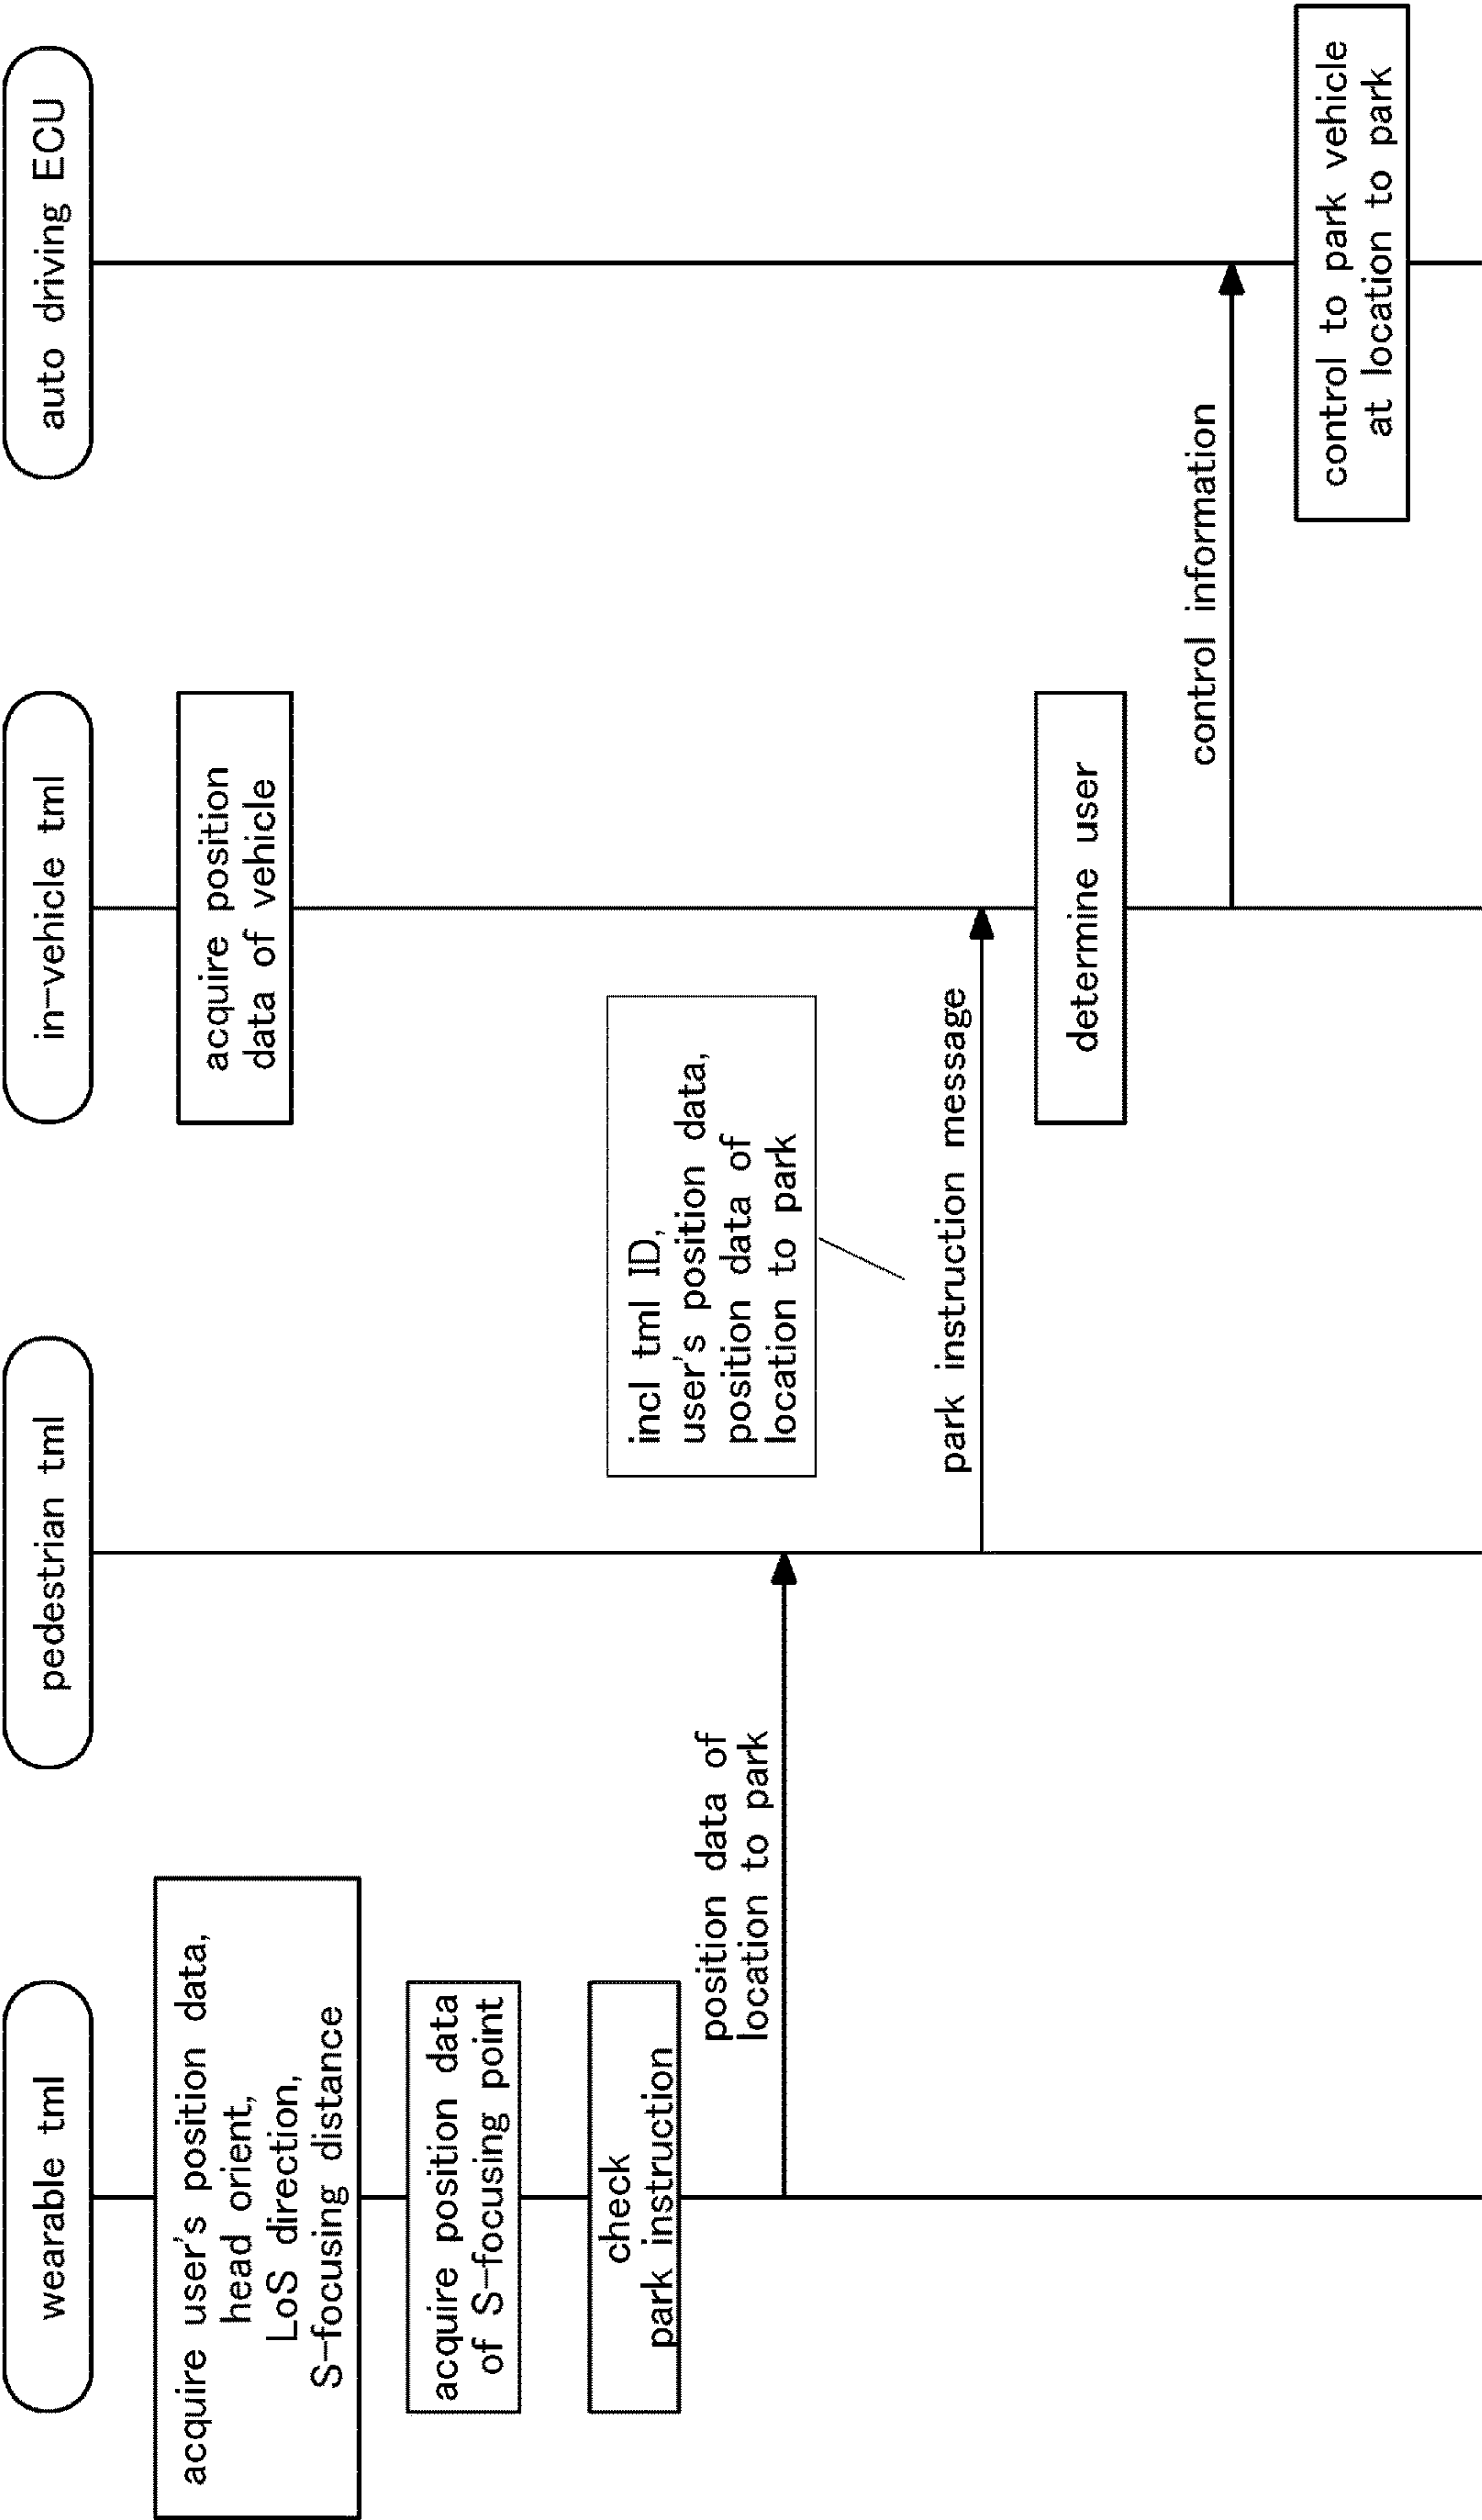 wearable tml
pedestrian tml
in-vehicle tml
auto driving ECU
acquire user's position data,
head orient,
LoS direction,
S-focusing distance
acquire position
data of vehicle
acquire position data
of S-focusing point
check
park instruction
position data of
location to park
incl tml ID,
user's position data,
position data of
location to park
park instruction message
determine user
control information
control to park vehicle
at location to park